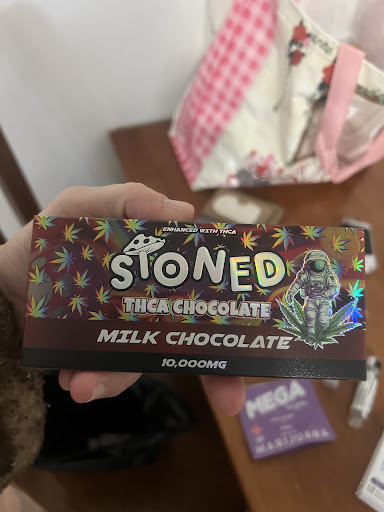 ENHANCED WITH THCA
STONED
THCA CHOCOLATE
MILK CHOCOLATE
10,000MG
MEGA
MARIJUANA